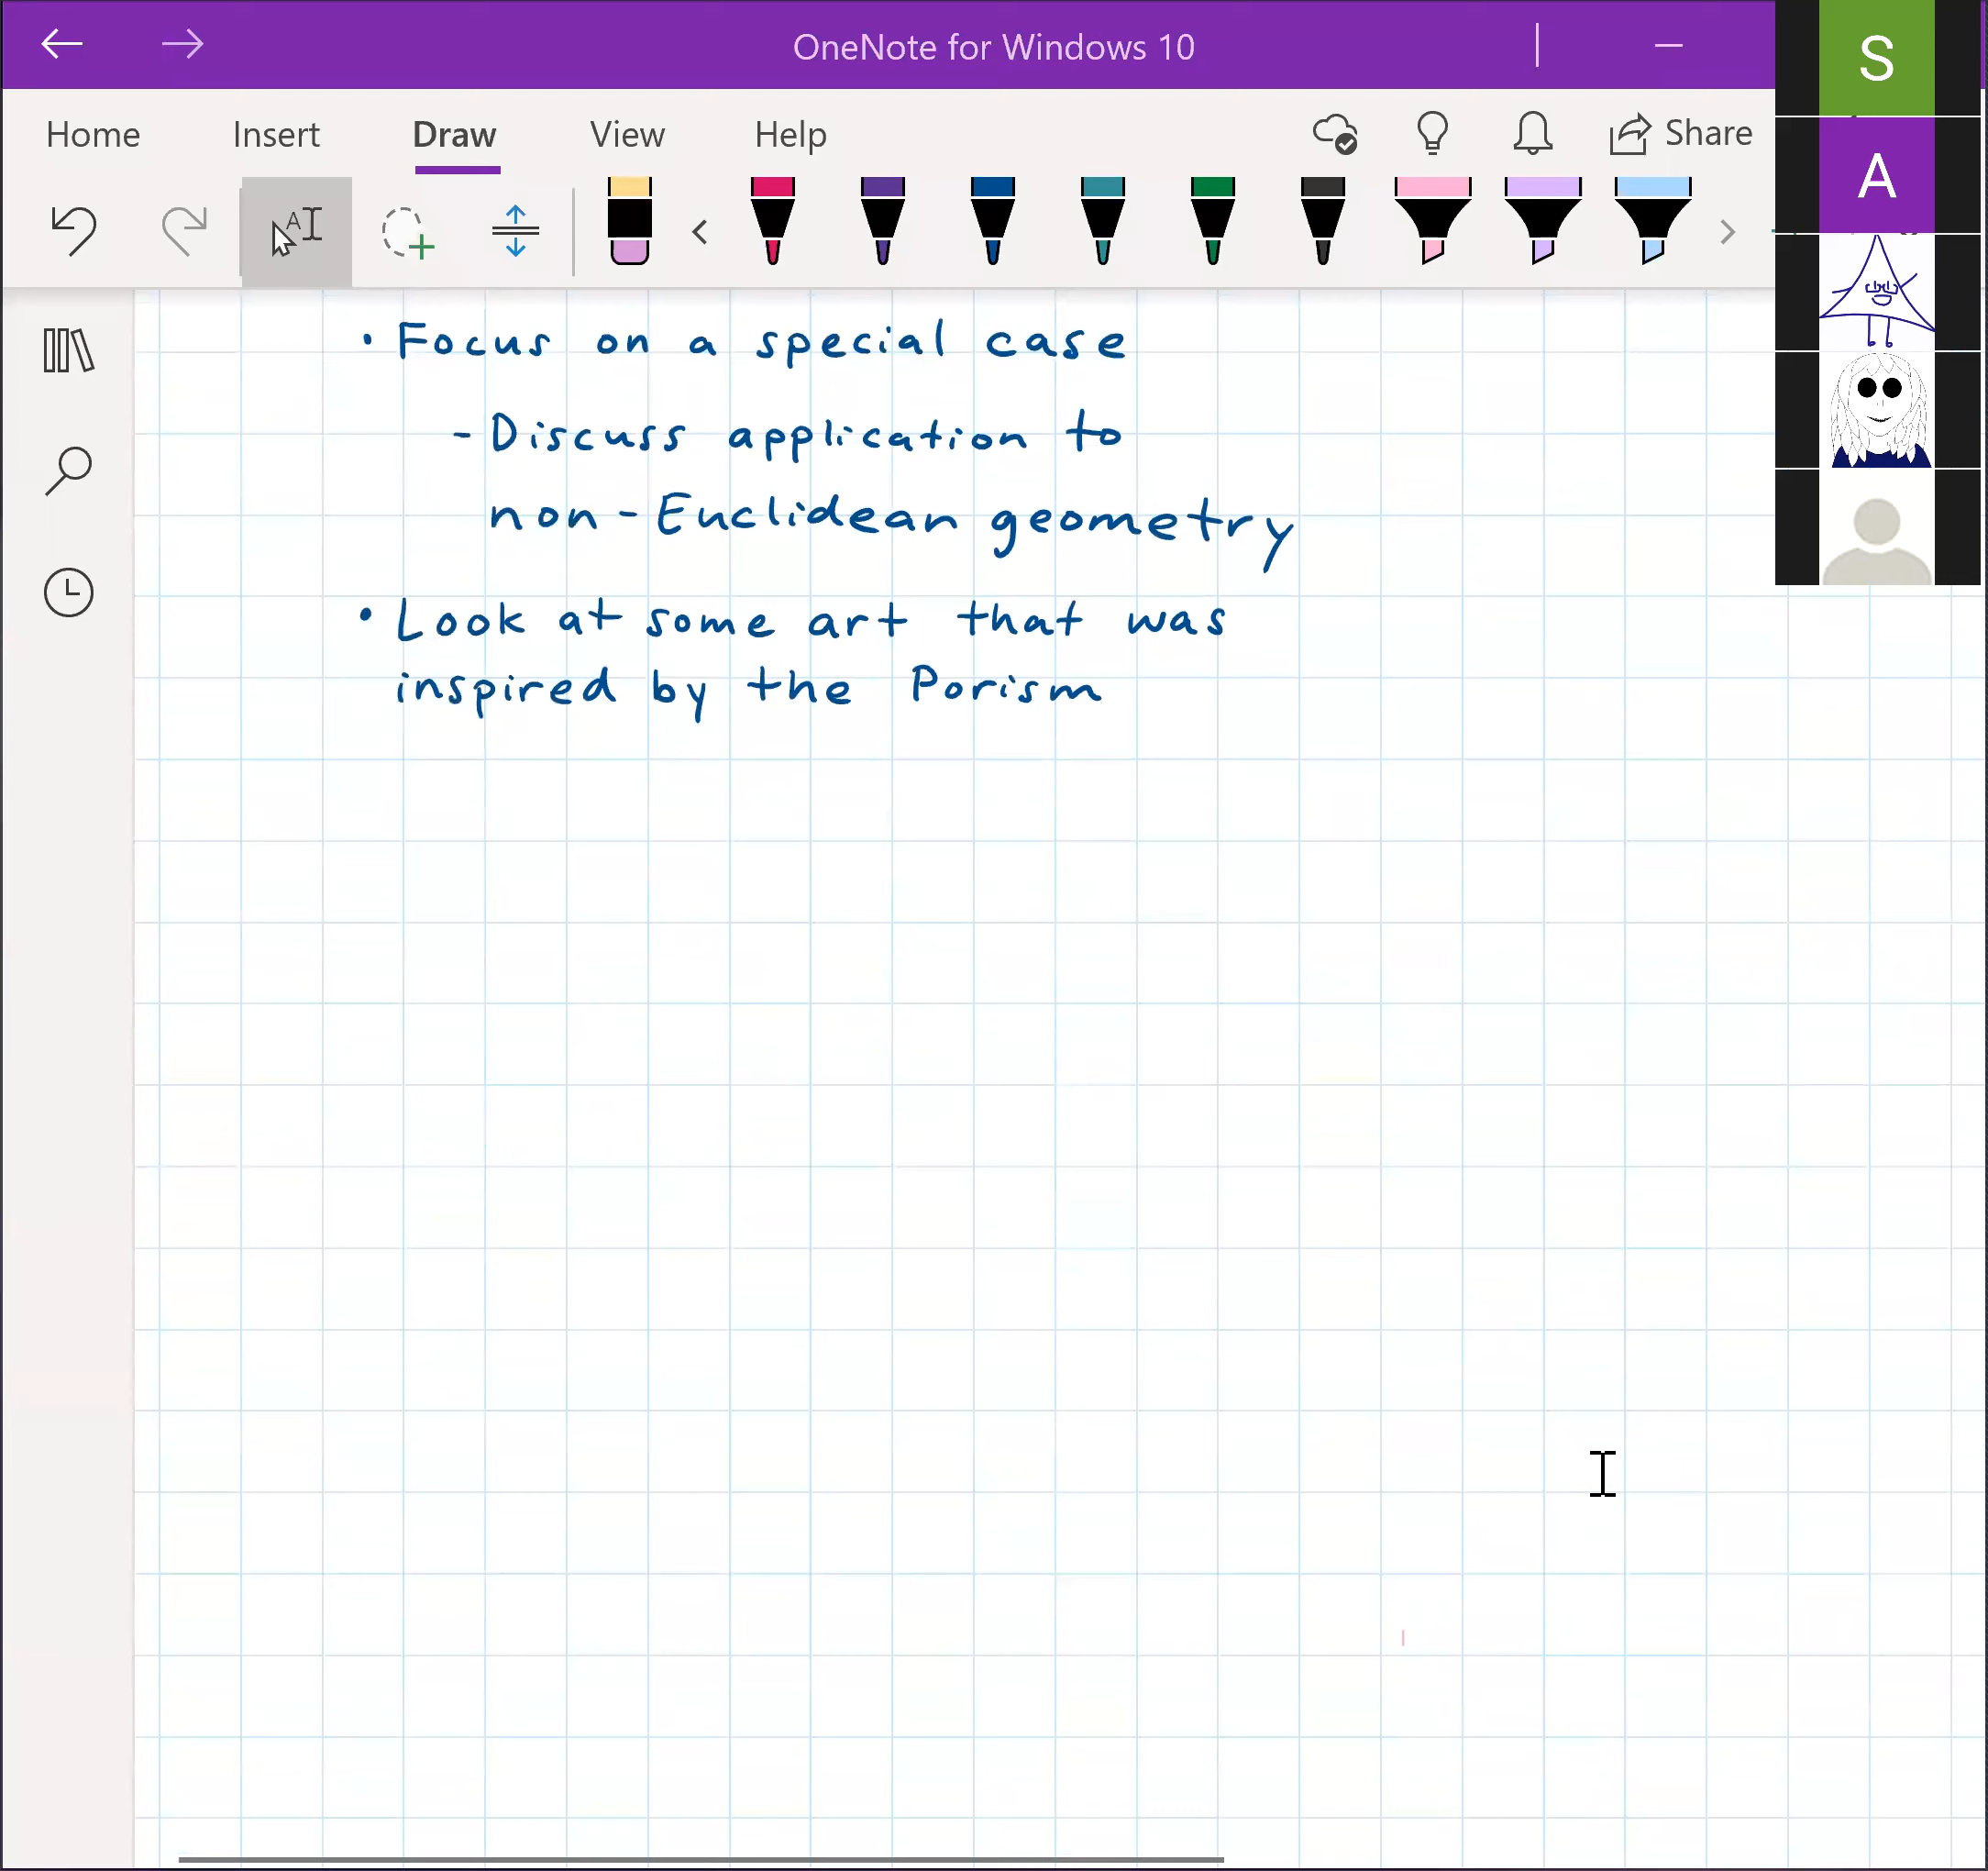 OneNote for Windows 10
S
Home Insert Draw View Help Share
A
• Focus on a special case
- Discuss application to
non-Euclidean geometry
• Look at some art that was
inspired by the Porism